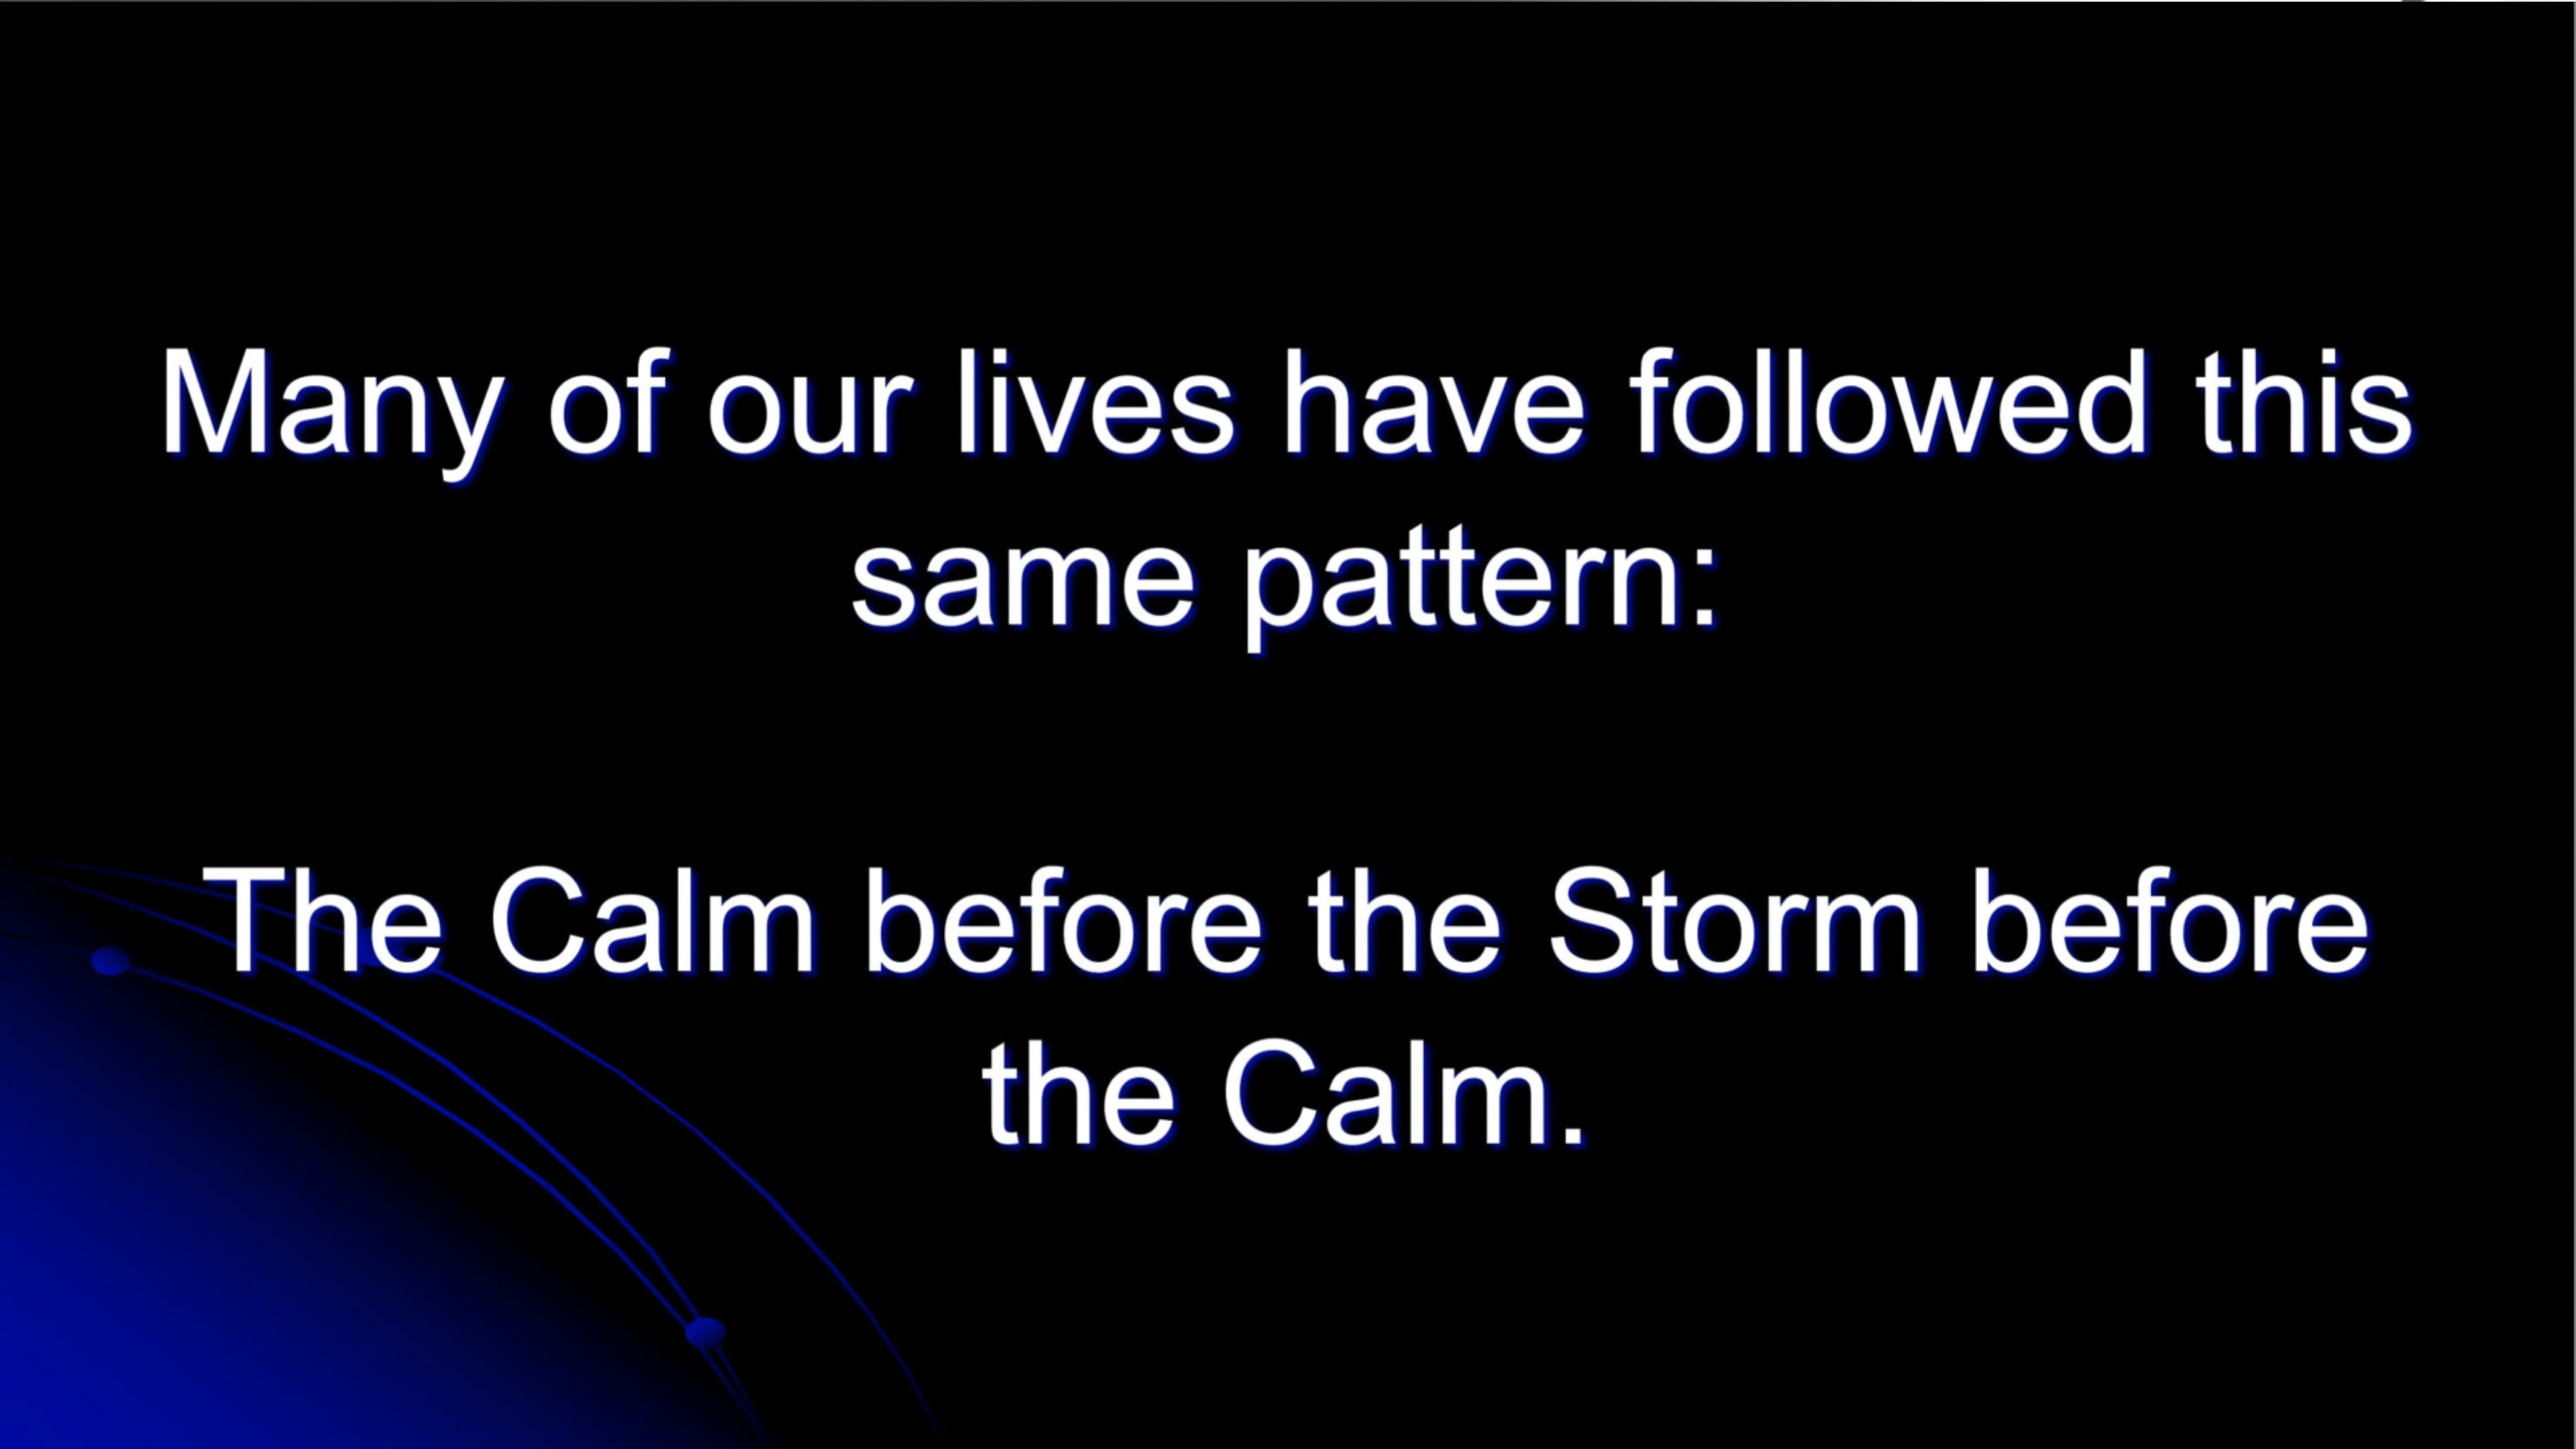 Many of our lives have followed this
same pattern:
The Calm before the Storm before
the Calm.